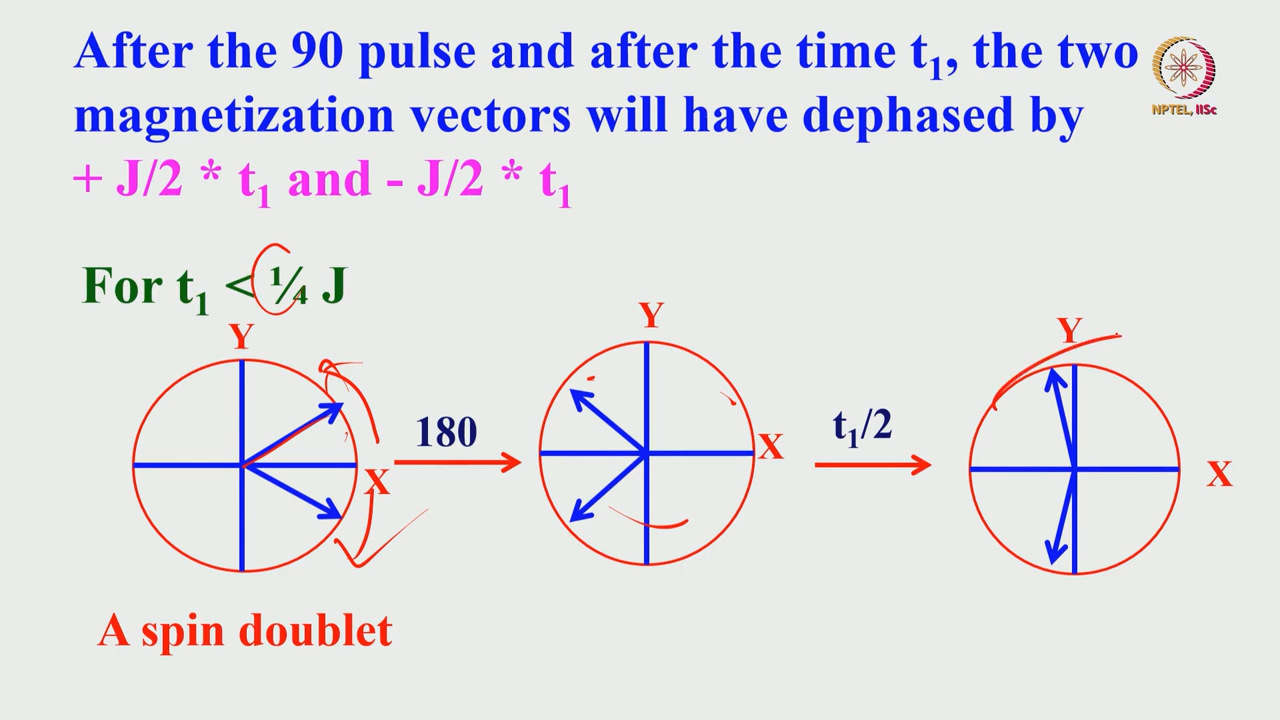 After the 90 pulse and after the time t₁, the two
magnetization vectors will have dephased by
+ J/2 * t₁ and - J/2 * t₁
NPTEL, IISc
For t₁ < ¼ J
Y
Y
Y
X
180
X
t₁/2
X
A spin doublet